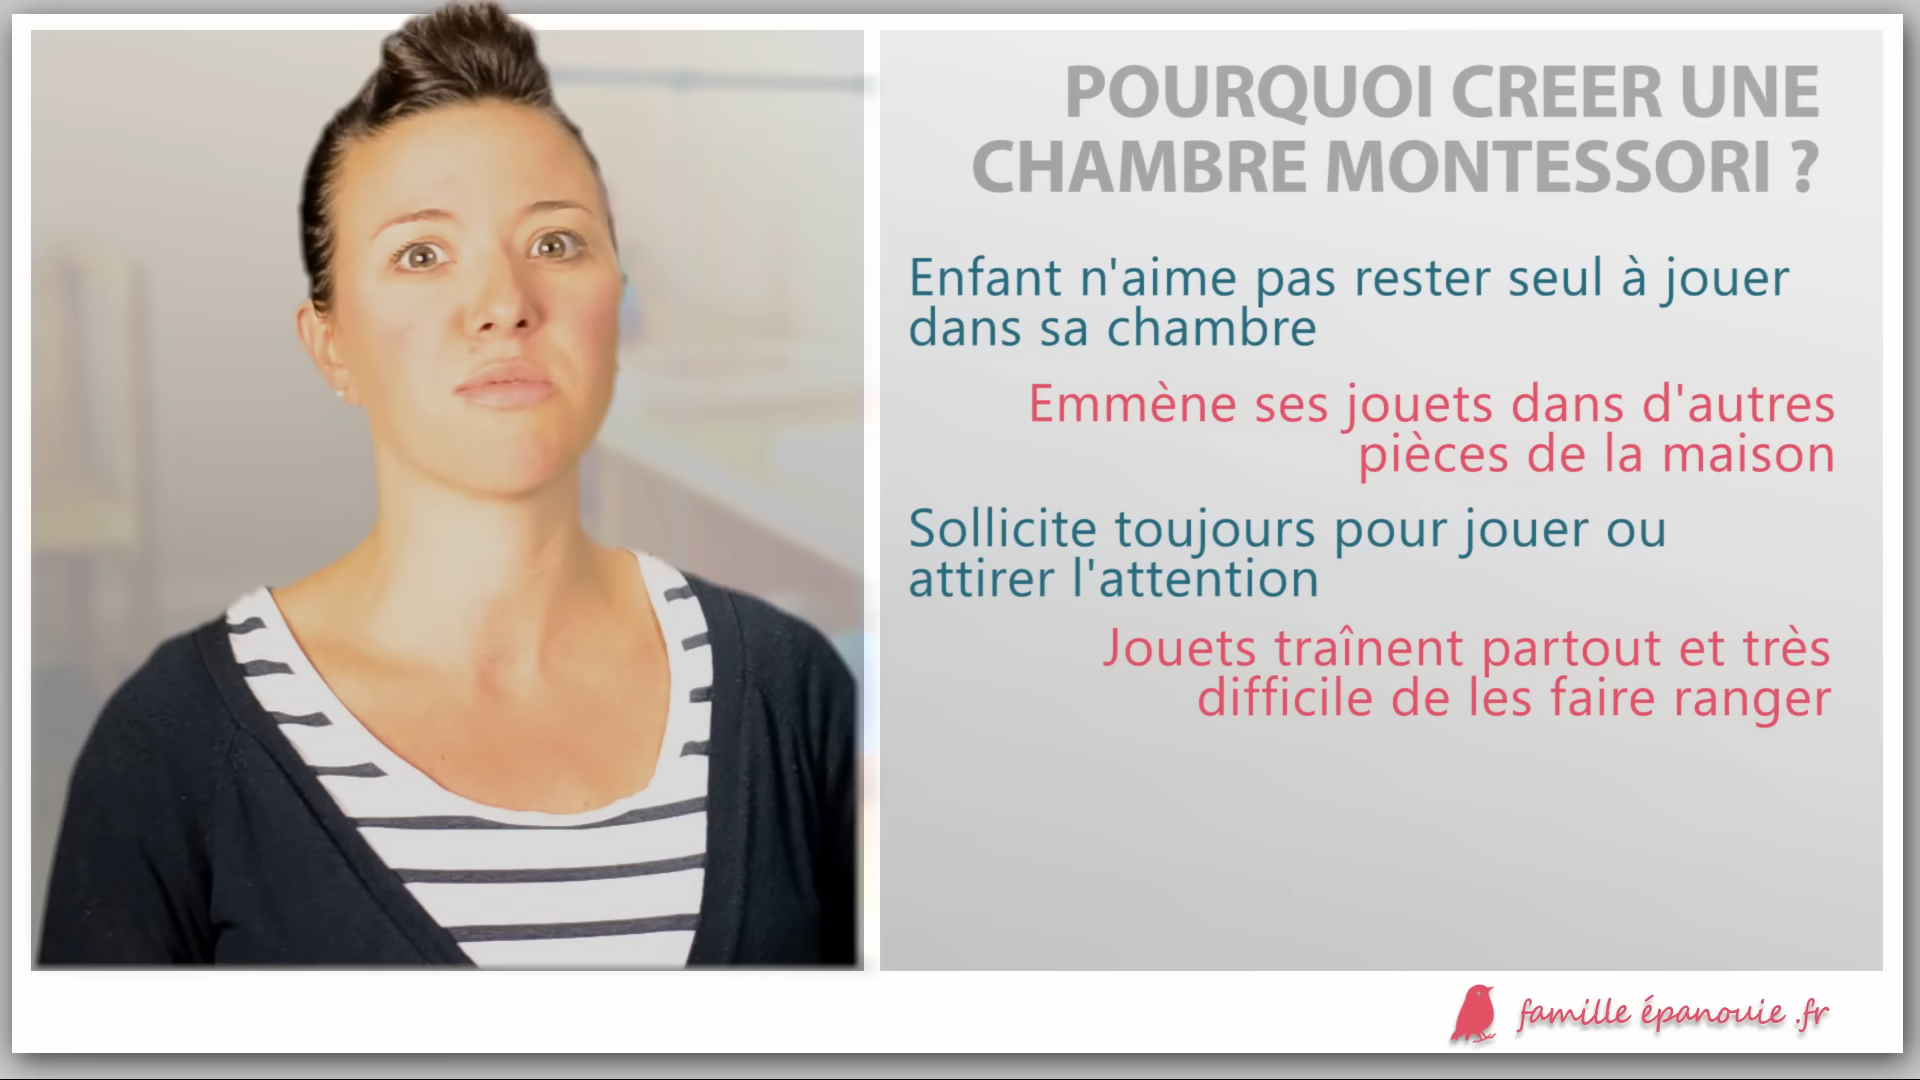 POURQUOI CREER UNE
CHAMBRE MONTESSORI ?
Enfant n'aime pas rester seul à jouer
dans sa chambre
Emmène ses jouets dans d'autres
pièces de la maison
Sollicite toujours pour jouer ou
attirer l'attention
Jouets traînent partout et très
difficile de les faire ranger
famille épanouie .fr